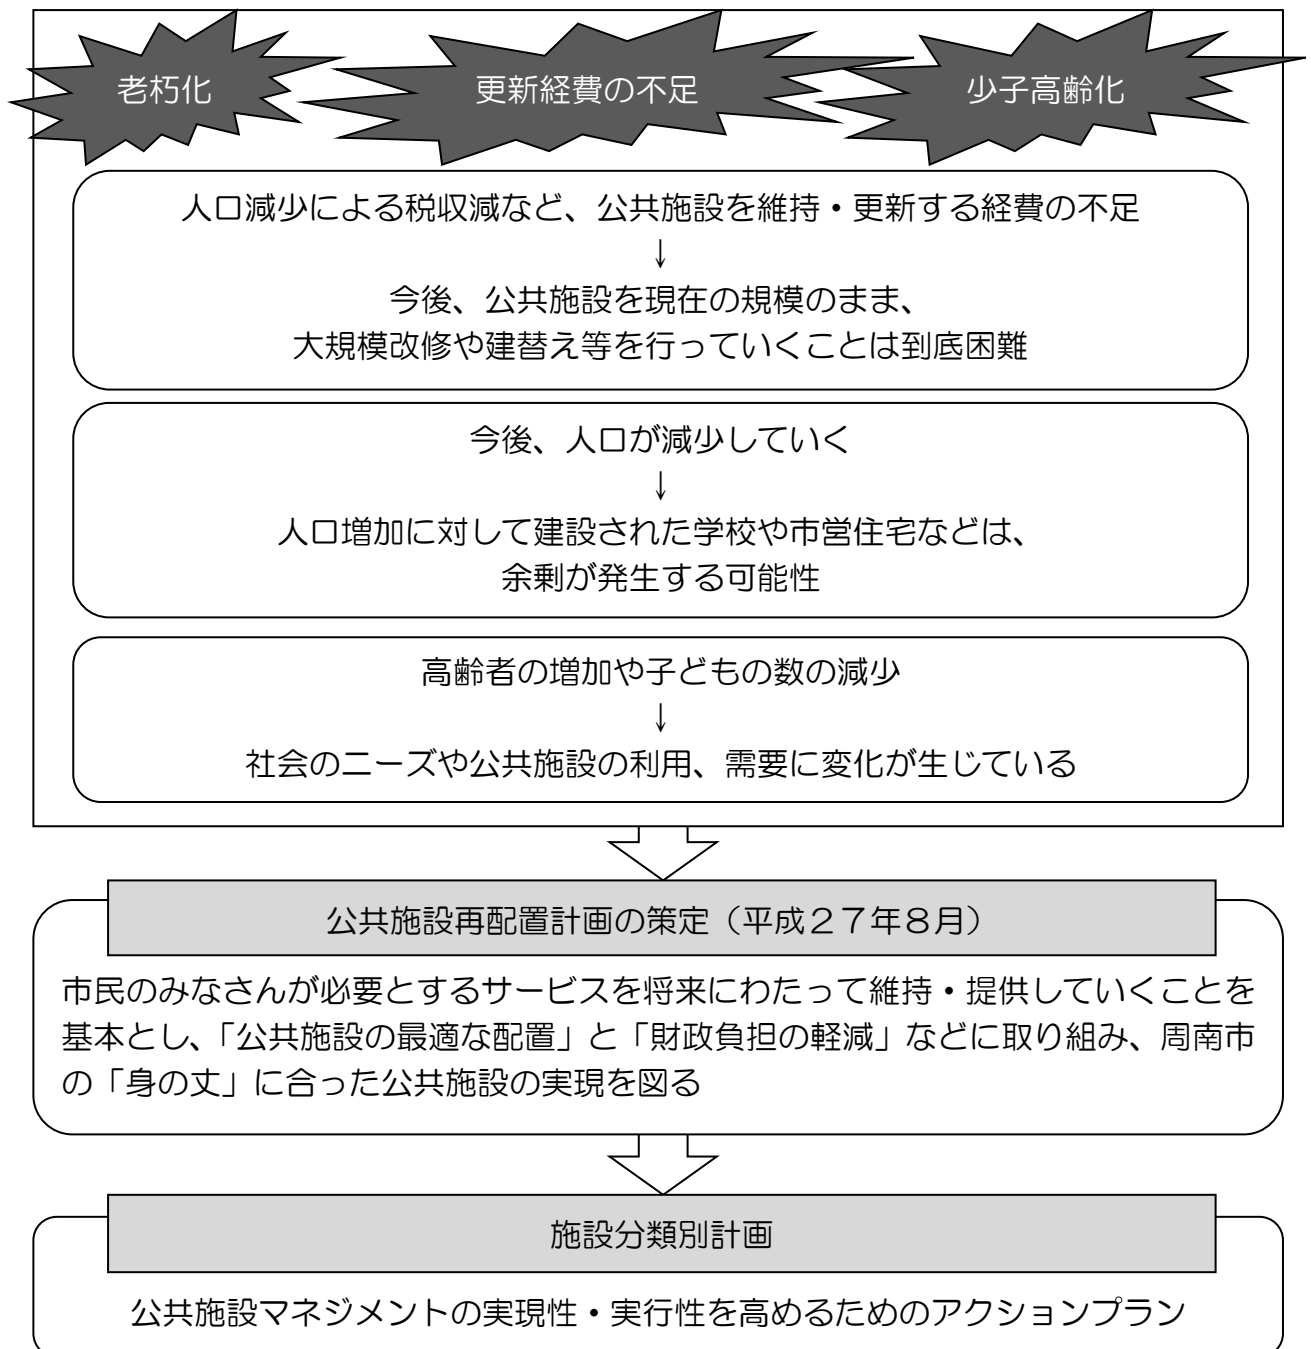 老朽化
更新経費の不足
少子高齢化
人口減少による税収減など、公共施設を維持・更新する経費の不足
↓
今後、公共施設を現在の規模のまま、
大規模改修や建替え等を行っていくことは到底困難
今後、人口が減少していく
↓
人口増加に対して建設された学校や市営住宅などは、
余剰が発生する可能性
高齢者の増加や子どもの数の減少
↓
社会のニーズや公共施設の利用、需要に変化が生じている
公共施設再配置計画の策定（平成２７年８月）
市民のみなさんが必要とするサービスを将来にわたって維持・提供していくことを
基本とし、「公共施設の最適な配置」と「財政負担の軽減」などに取り組み、周南市
の「身の丈」に合った公共施設の実現を図る
施設分類別計画
公共施設マネジメントの実現性・実行性を高めるためのアクションプラン